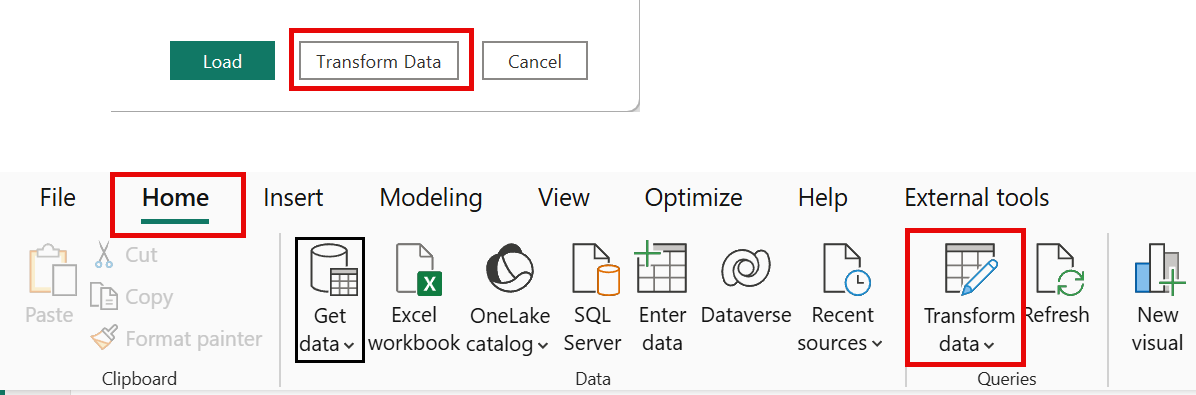 Load Transform Data Cancel
File Home Insert Modeling View Optimize Help External tools
Paste
Cut
Copy
Format painter
Clipboard
Get
data
Excel
workbook
OneLake
catalog
SQL
Server
Enter
data
Dataverse
Recent
sources
Data
Transform
data
Refresh
Queries
New
visual